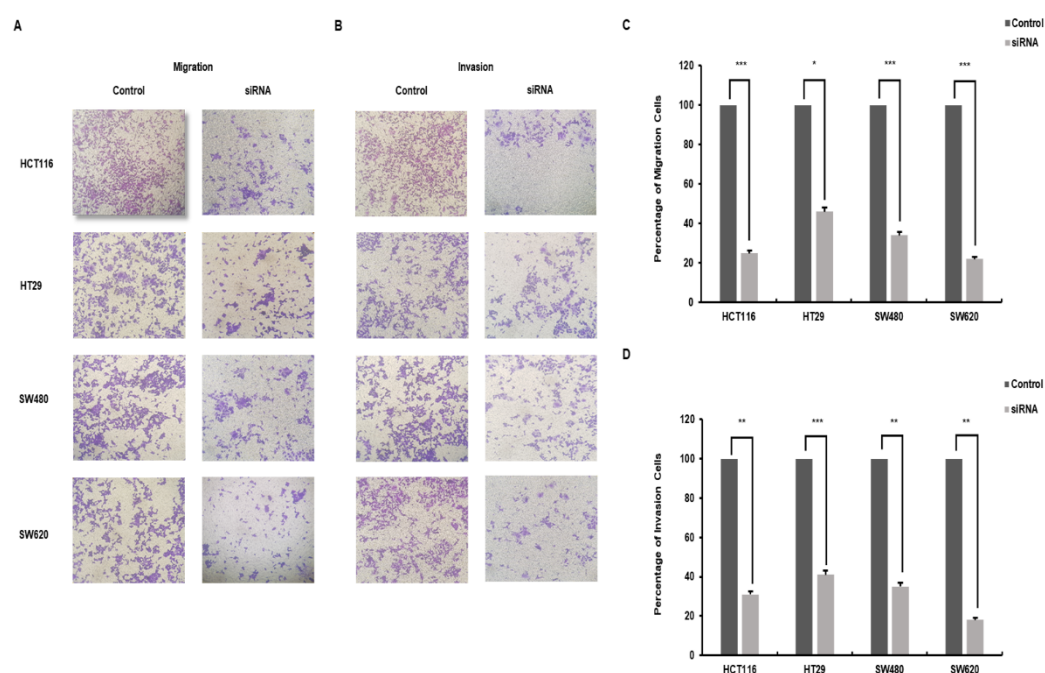 A
Migration
Control siRNA
HCT116
HT29
SW480
SW620
B
Invasion
Control siRNA
C
Control
siRNA
Percentage of Migration Cells
120
100
80
60
40
20
0
*** * *** ***
HCT116 HT29 SW480 SW620
D
Control
siRNA
Percentage of Invasion Cells
120
100
80
60
40
20
0
** *** ** **
HCT116 HT29 SW480 SW620